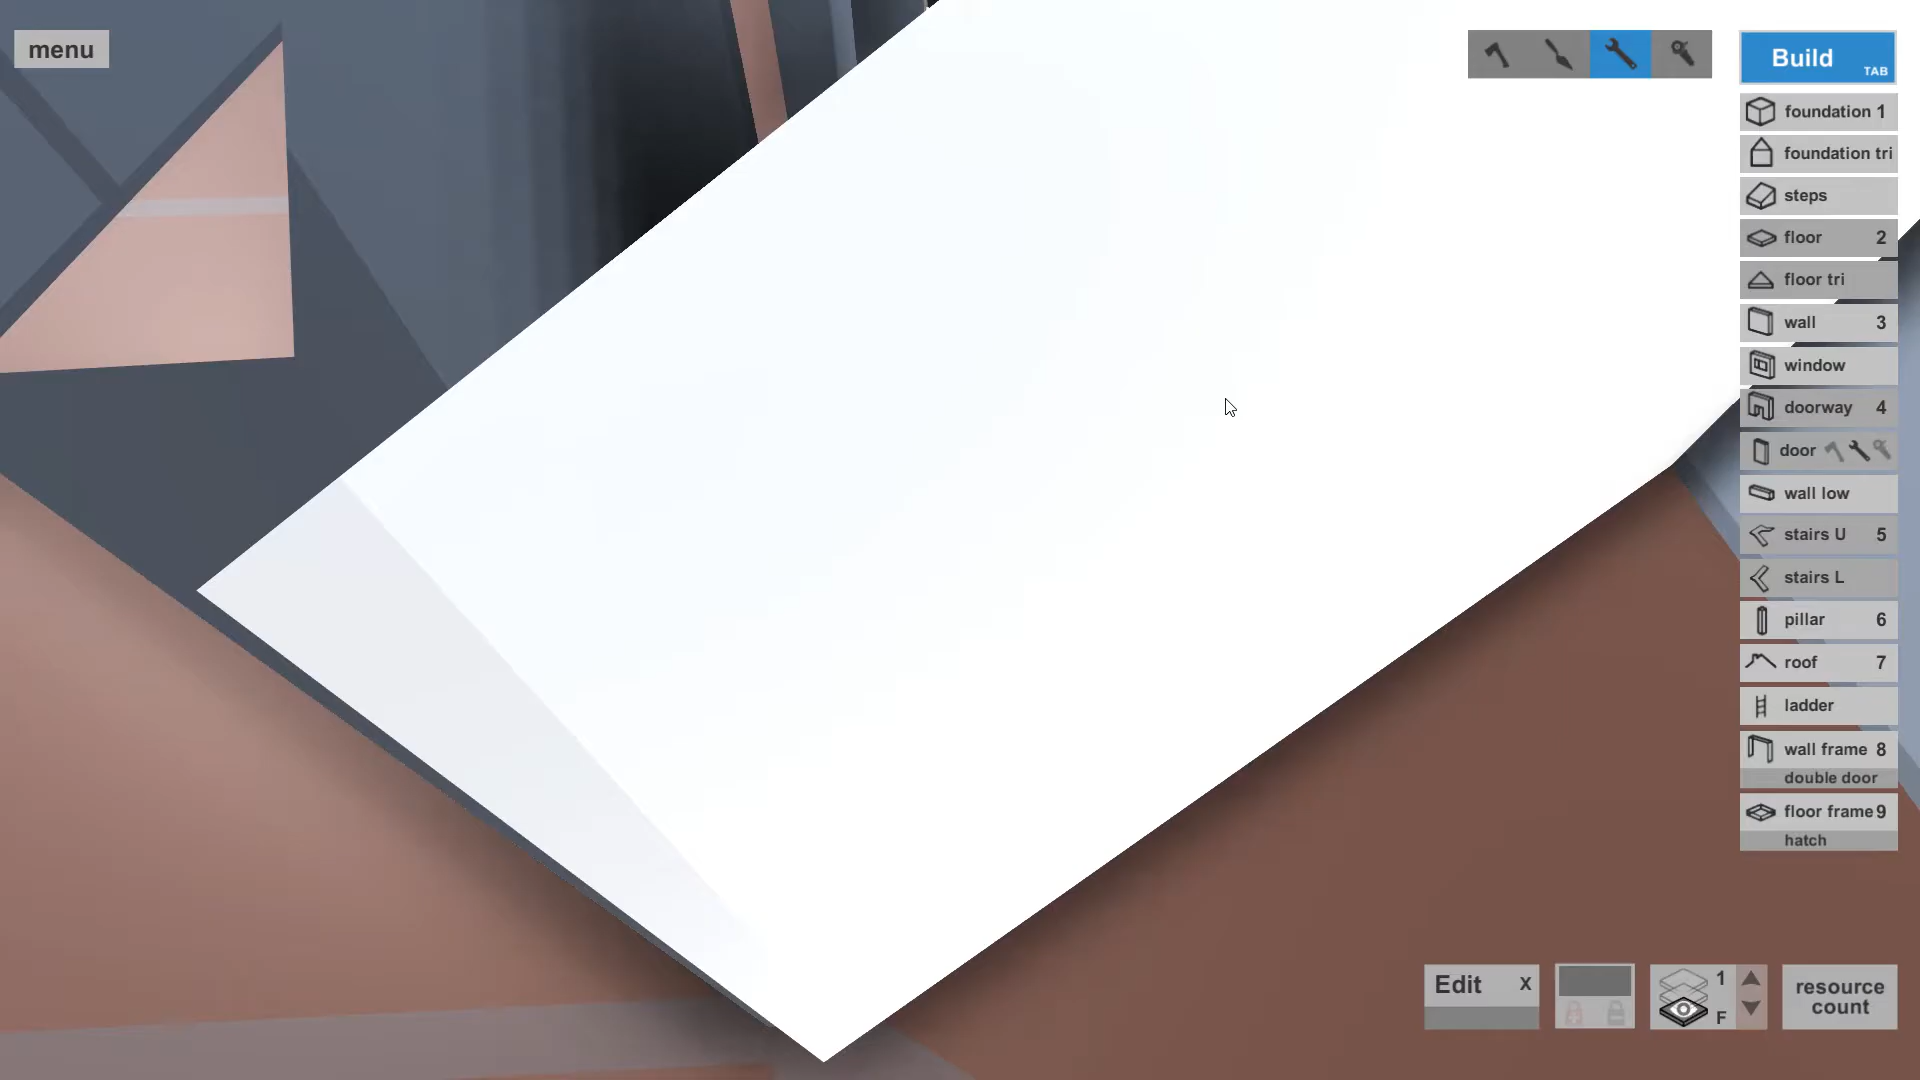 menu
Build
TAB
foundation 1
foundation tri
steps
floor 2
floor tri
wall 3
window
doorway 4
door
wall low
stairs U 5
stairs L
pillar 6
roof 7
ladder
wall frame 8
double door
floor frame 9
hatch
Edit X
1
F
resource
count